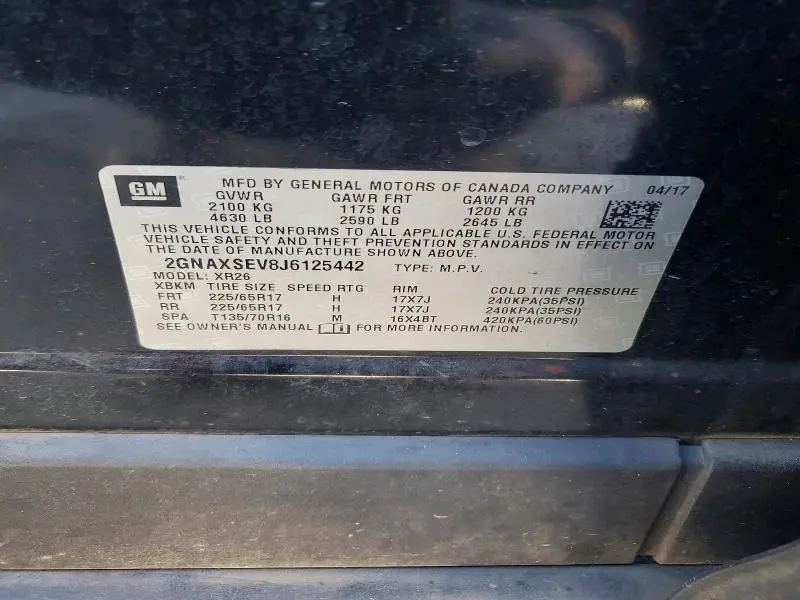 GM
MFD BY GENERAL MOTORS OF CANADA COMPANY 04/17
GVWR GAWR FRT GAWR RR
2100 KG 1175 KG 1200 KG
4630 LB 2590 LB 2645 LB
THIS VEHICLE CONFORMS TO ALL APPLICABLE U.S. FEDERAL MOTOR
VEHICLE SAFETY AND THEFT PREVENTION STANDARDS IN EFFECT ON
THE DATE OF MANUFACTURE SHOWN ABOVE.
2GNAXSEV8J6125442 TYPE: M.P.V.
MODEL: XR26
XBKM TIRE SIZE SPEED RTG RIM COLD TIRE PRESSURE
FRT 225/65R17 H 17X7J 240KPA(35PSI)
RR 225/65R17 H 17X7J 240KPA(35PSI)
SPA T135/70R16 M 16X4BT 420KPA(60PSI)
SEE OWNER'S MANUAL FOR MORE INFORMATION.